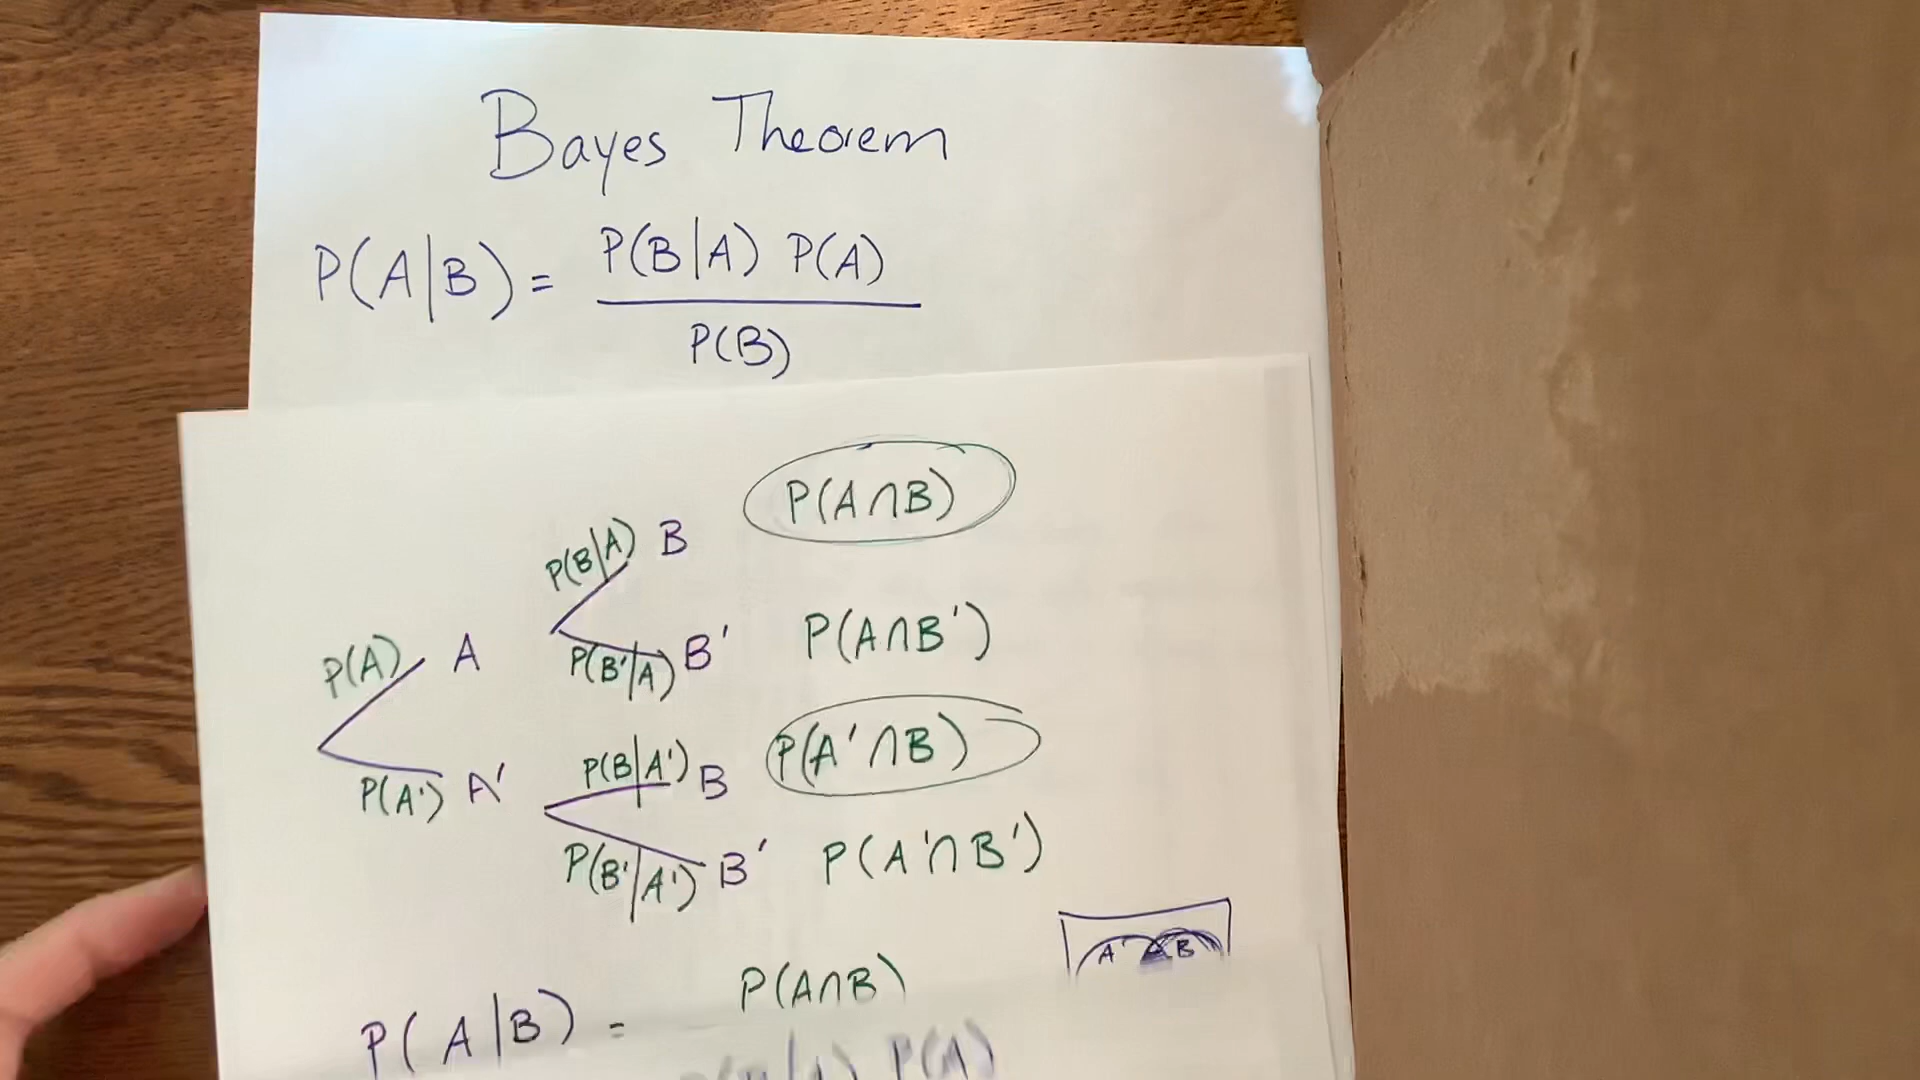 Bayes Theorem
P(A|B) = P(B|A) P(A)
P(B)
P(A∩B)
P(B|A) B
P(A) A
P(B'|A) B' P(A∩B')
P(A') A'
P(B|A') B P(A'∩B)
P(B'|A') B' P(A'∩B')
A B
P(A|B) = P(A∩B)
P(A)